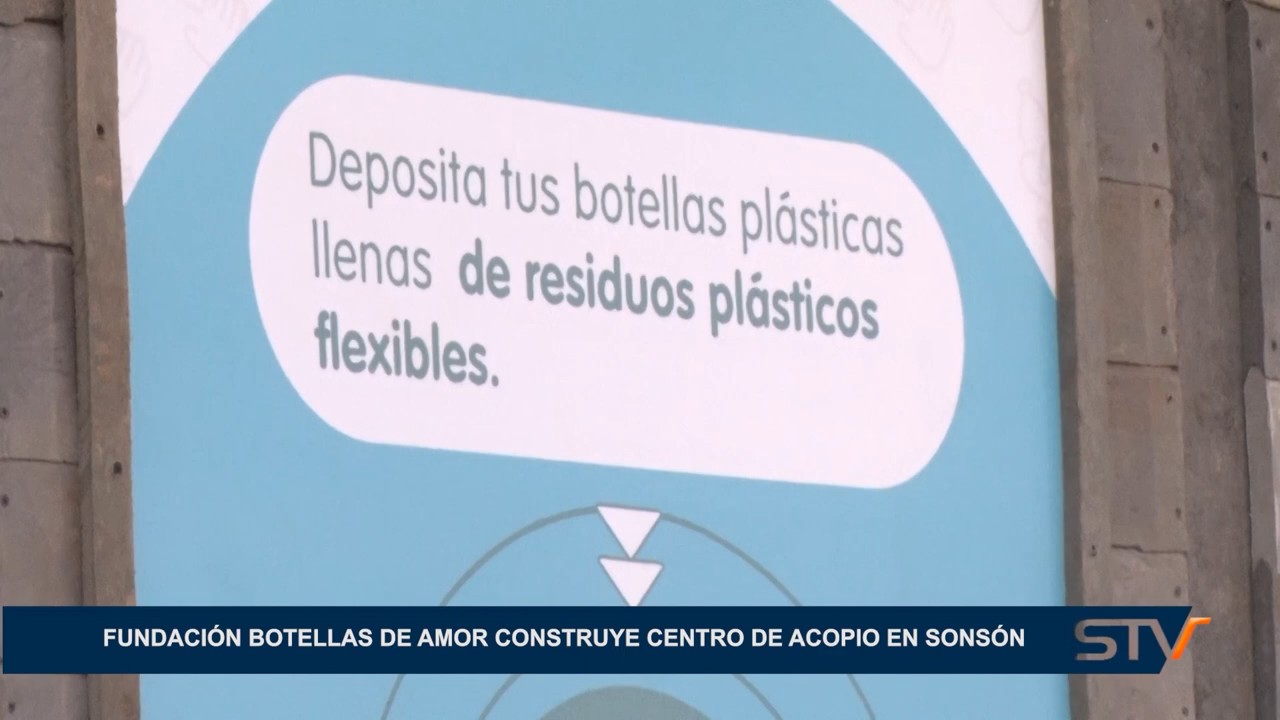 Deposita tus botellas plásticas
llenas de residuos plásticos
flexibles.
FUNDACIÓN BOTELLAS DE AMOR CONSTRUYE CENTRO DE ACOPIO EN SONSÓN
STV